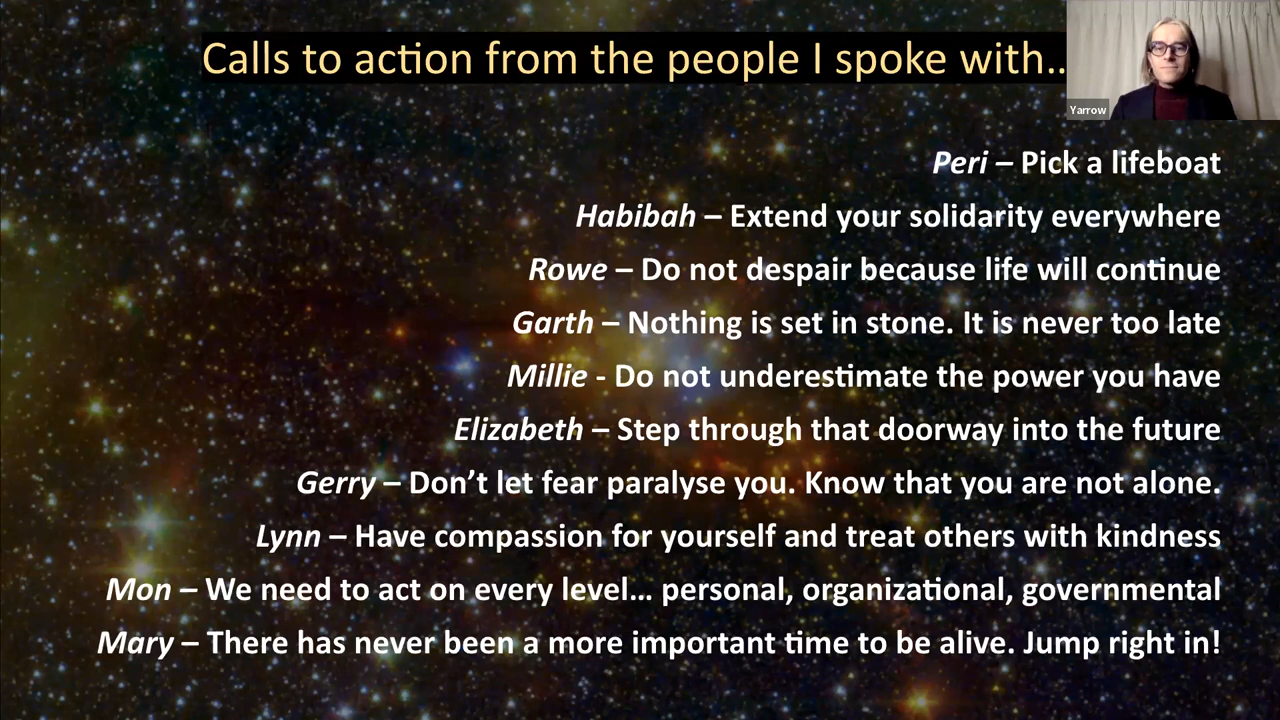 Calls to action from the people I spoke with..
Yarrow
Peri – Pick a lifeboat
Habibah – Extend your solidarity everywhere
Rowe – Do not despair because life will continue
Garth – Nothing is set in stone. It is never too late
Millie - Do not underestimate the power you have
Elizabeth – Step through that doorway into the future
Gerry – Don’t let fear paralyse you. Know that you are not alone.
Lynn – Have compassion for yourself and treat others with kindness
Mon – We need to act on every level… personal, organizational, governmental
Mary – There has never been a more important time to be alive. Jump right in!